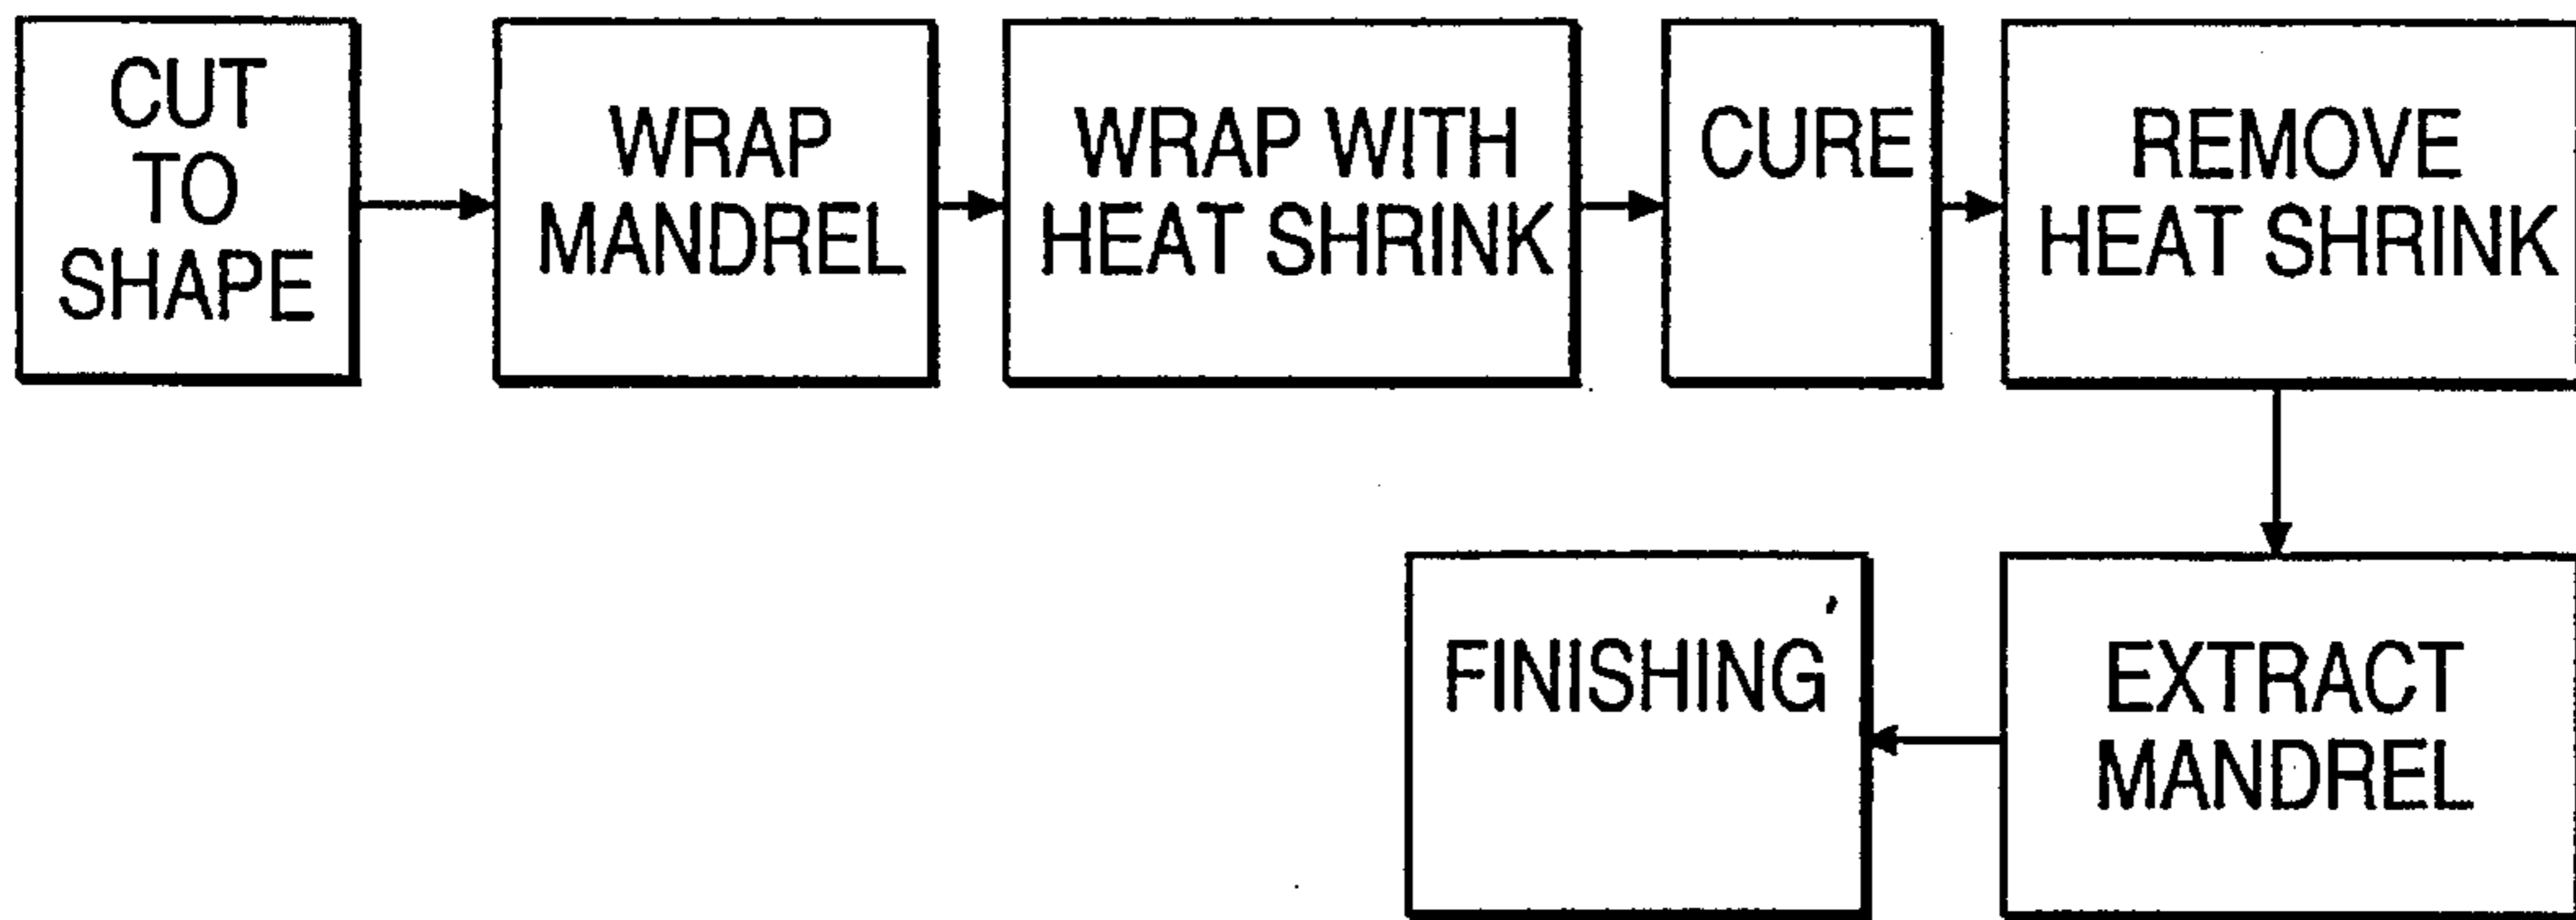 CUT
TO
SHAPE
WRAP
MANDREL
WRAP WITH
HEAT SHRINK
CURE
REMOVE
HEAT SHRINK
EXTRACT
MANDREL
FINISHING